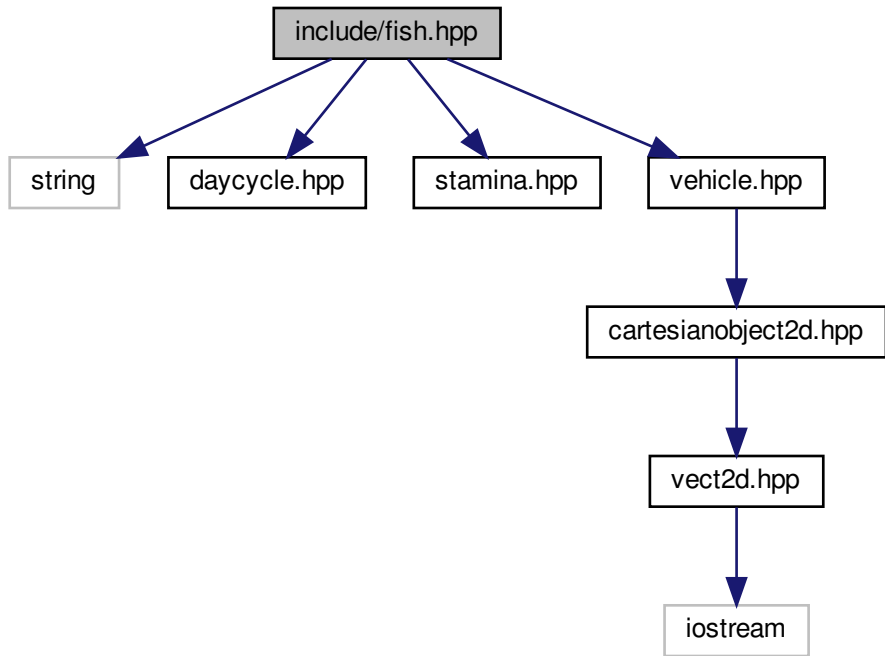 include/fish.hpp
string
daycycle.hpp
stamina.hpp
vehicle.hpp
cartesianobject2d.hpp
vect2d.hpp
iostream